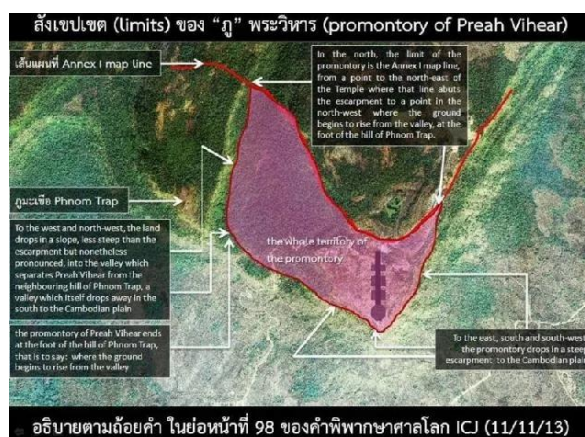 สังเขปเขต (limits) ของ “ภู” พระวิหาร (promontory of Preah Vihear)
เส้นแผนที่ Annex I map line
In the north, the limit of the
promontory is the Annex I map line,
from a point to the north-east of
the Temple where that line abuts
the escarpment to a point in the
north-west where the ground
begins to rise from the valley, at the
foot of the hill of Phnom Trap.
ภูมะเขือ Phnom Trap
To the west and north-west, the land
drops in a slope, less steep than the
escarpment but nonetheless
pronounced, into the valley which
separates Preah Vihear from the
neighbouring hill of Phnom Trap, a
valley which itself drops away in the
south to the Cambodian plain
the whole territory of
the promontory
the promontory of Preah Vihear ends
at the foot of the hill of Phnom Trap,
that is to say: where the ground
begins to rise from the valley
To the east, south and south-west,
the promontory drops in a steep
escarpment to the Cambodian plain
อธิบายตามถ้อยคำ ในย่อหน้าที่ 98 ของคำพิพากษาศาลโลก ICJ (11/11/13)